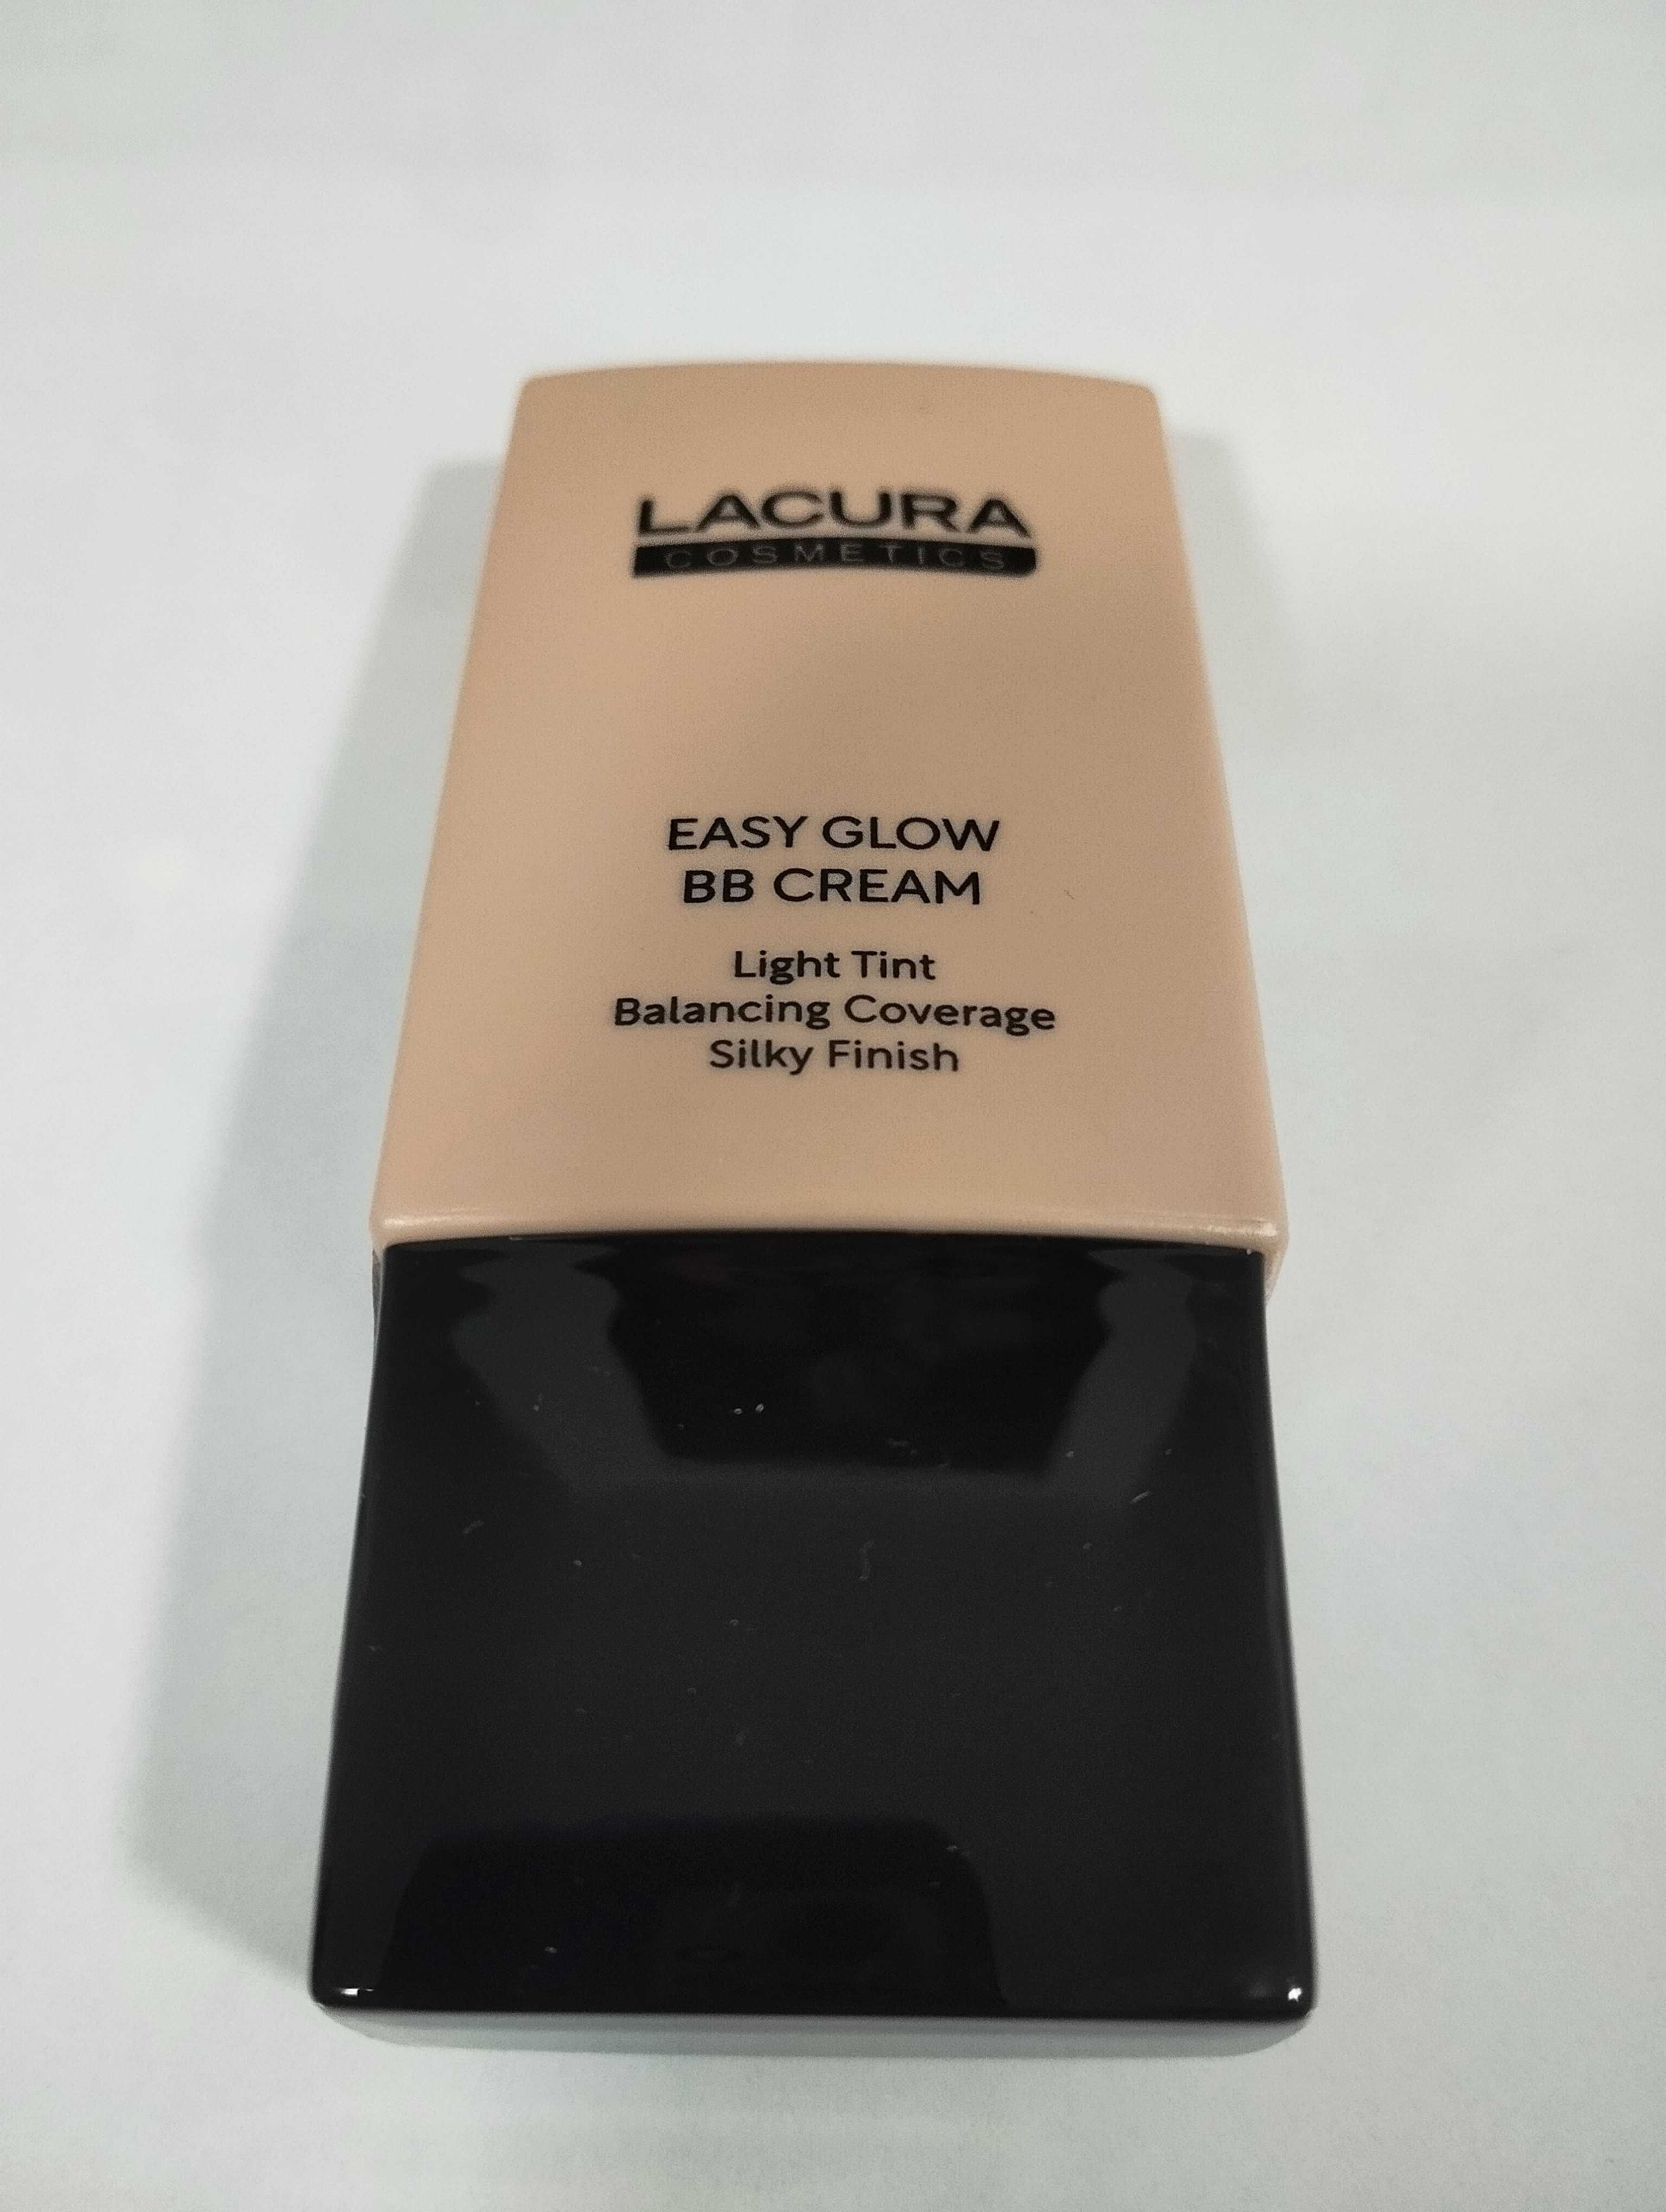 LACURA
COSMETICS
EASY GLOW
BB CREAM
Light Tint
Balancing Coverage
Silky Finish